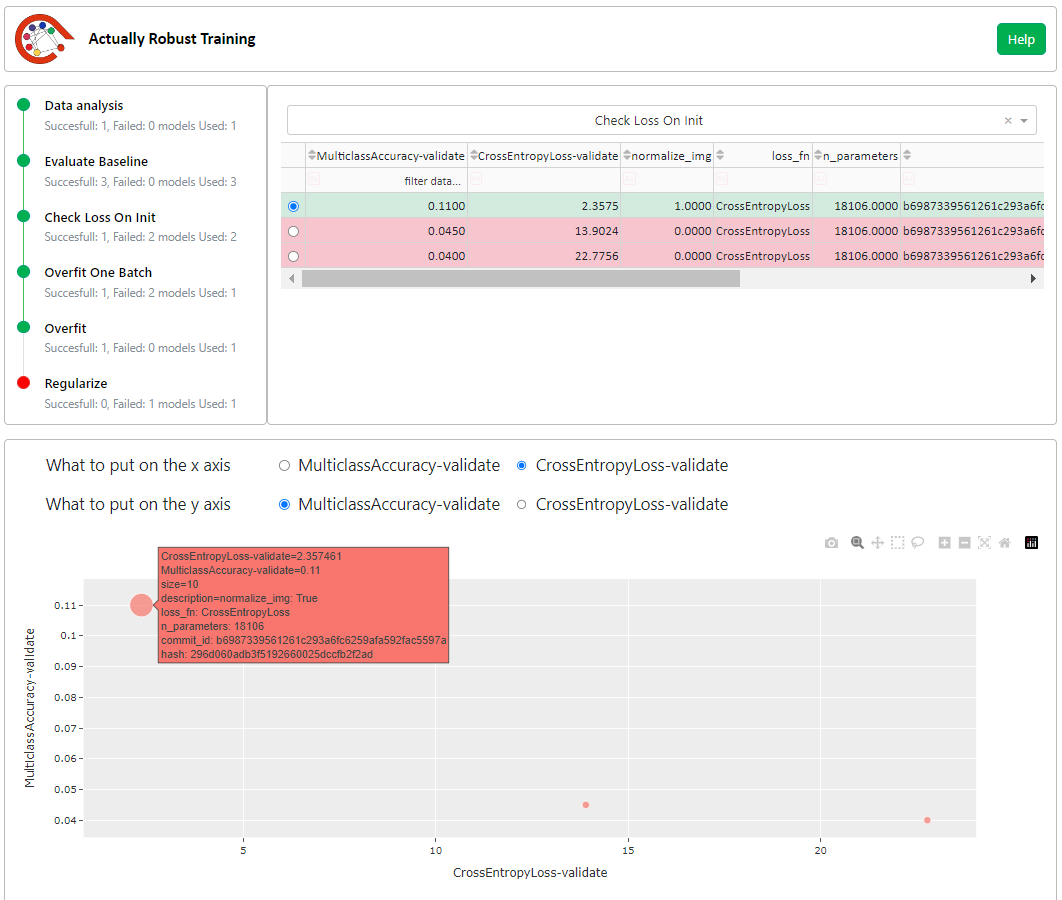 Actually Robust Training
Help
Data analysis
Succesfull: 1, Failed: 0 models Used: 1
Evaluate Baseline
Succesfull: 3, Failed: 0 models Used: 3
Check Loss On Init
Succesfull: 1, Failed: 2 models Used: 2
Overfit One Batch
Succesfull: 1, Failed: 2 models Used: 1
Overfit
Succesfull: 1, Failed: 0 models Used: 1
Regularize
Succesfull: 0, Failed: 1 models Used: 1
Check Loss On Init
MulticlassAccuracy-validate CrossEntropyLoss-validate normalize_img loss_fn n_parameters
filter data...
0.1100 2.3575 1.0000 CrossEntropyLoss 18106.0000 b6987339561261c293a6fc
0.0450 13.9024 0.0000 CrossEntropyLoss 18106.0000 b6987339561261c293a6fc
0.0400 22.7756 0.0000 CrossEntropyLoss 18106.0000 b6987339561261c293a6fc
What to put on the x axis MulticlassAccuracy-validate CrossEntropyLoss-validate
What to put on the y axis MulticlassAccuracy-validate CrossEntropyLoss-validate
CrossEntropyLoss-validate=2.357461
MulticlassAccuracy-validate=0.11
size=10
description=normalize_img: True
loss_fn: CrossEntropyLoss
n_parameters: 18106
commit_id: b6987339561261c293a6fc6259afa592fac5597a
hash: 296d060adb3f5192660025dccfb2f2ad
0.11
0.1
0.09
0.08
0.07
0.06
0.05
0.04
MulticlassAccuracy-validate
5 10 15 20
CrossEntropyLoss-validate